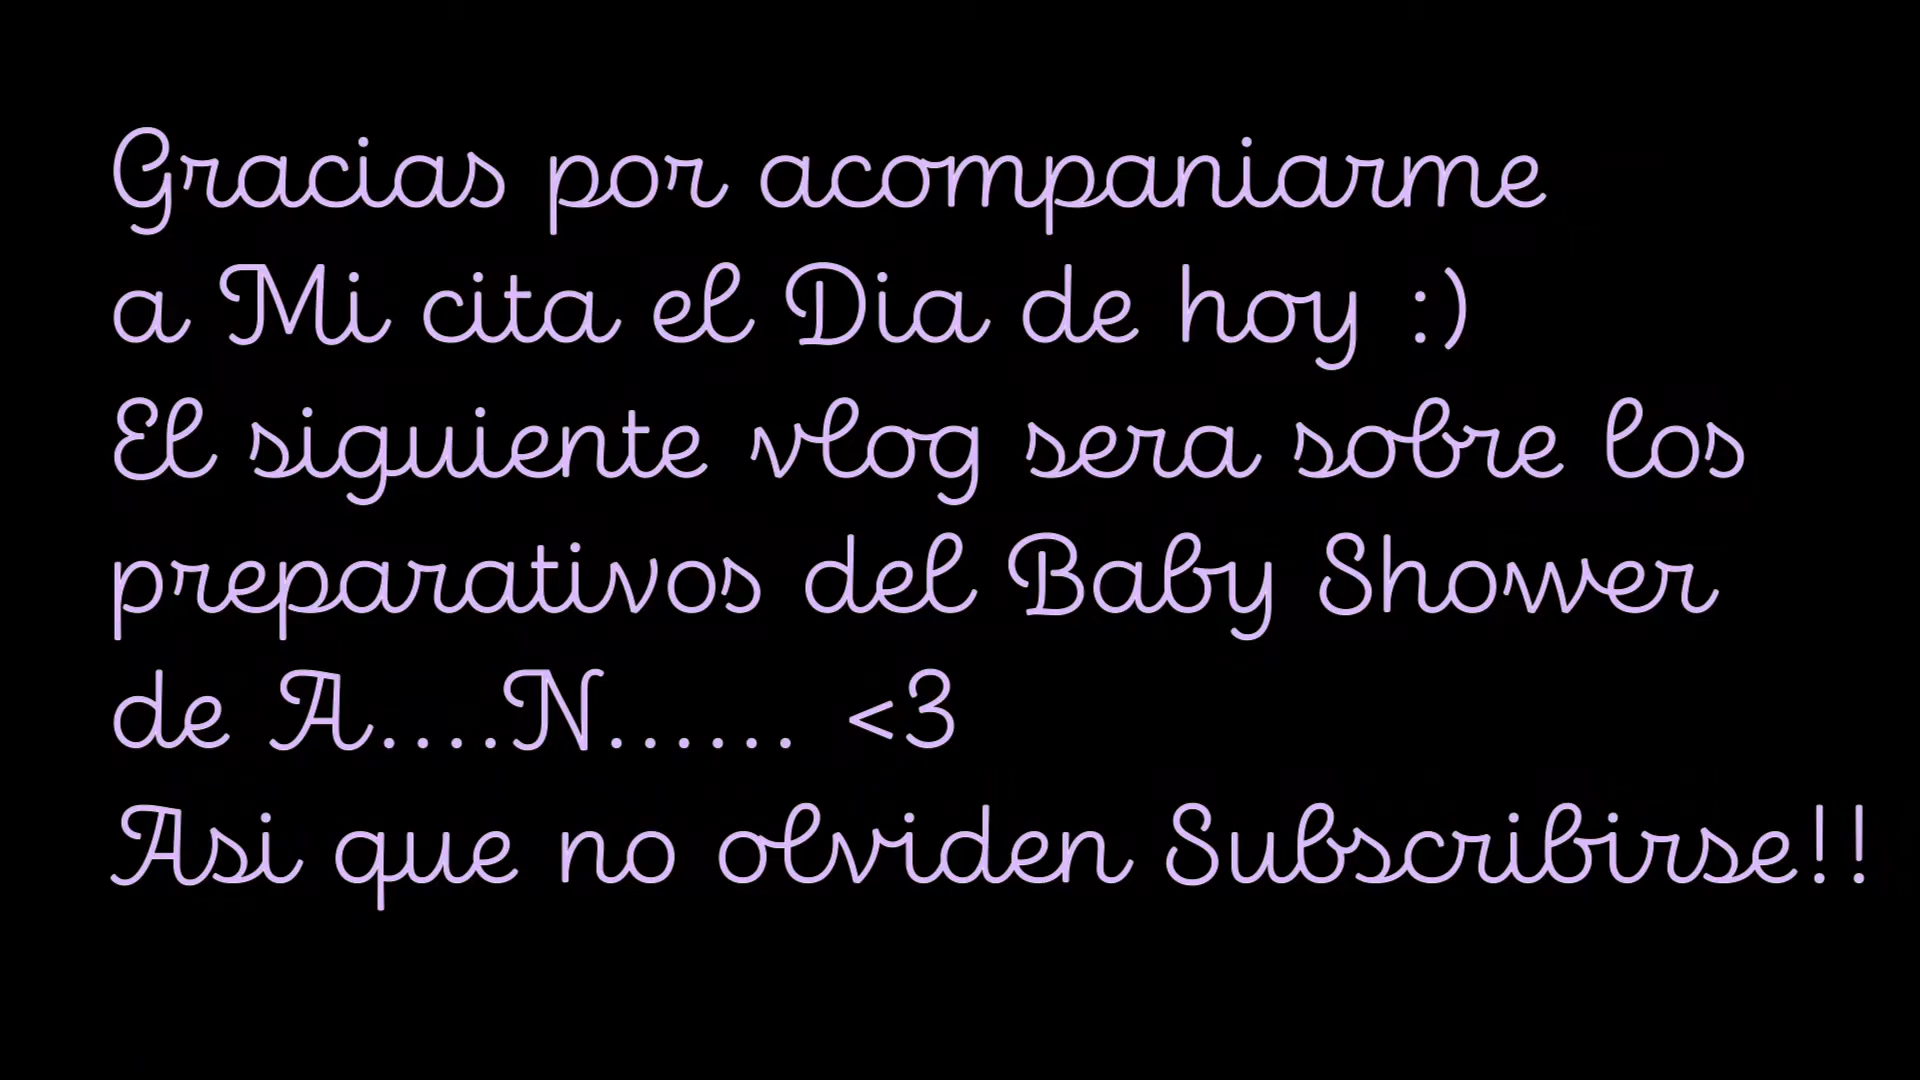 Gracias por acompaniarme
a Mi cita el Dia de hoy :)
El siguiente vlog sera sobre los
preparativos del Baby Shower
de A....N...... <3
Asi que no olviden Subscribirse!!